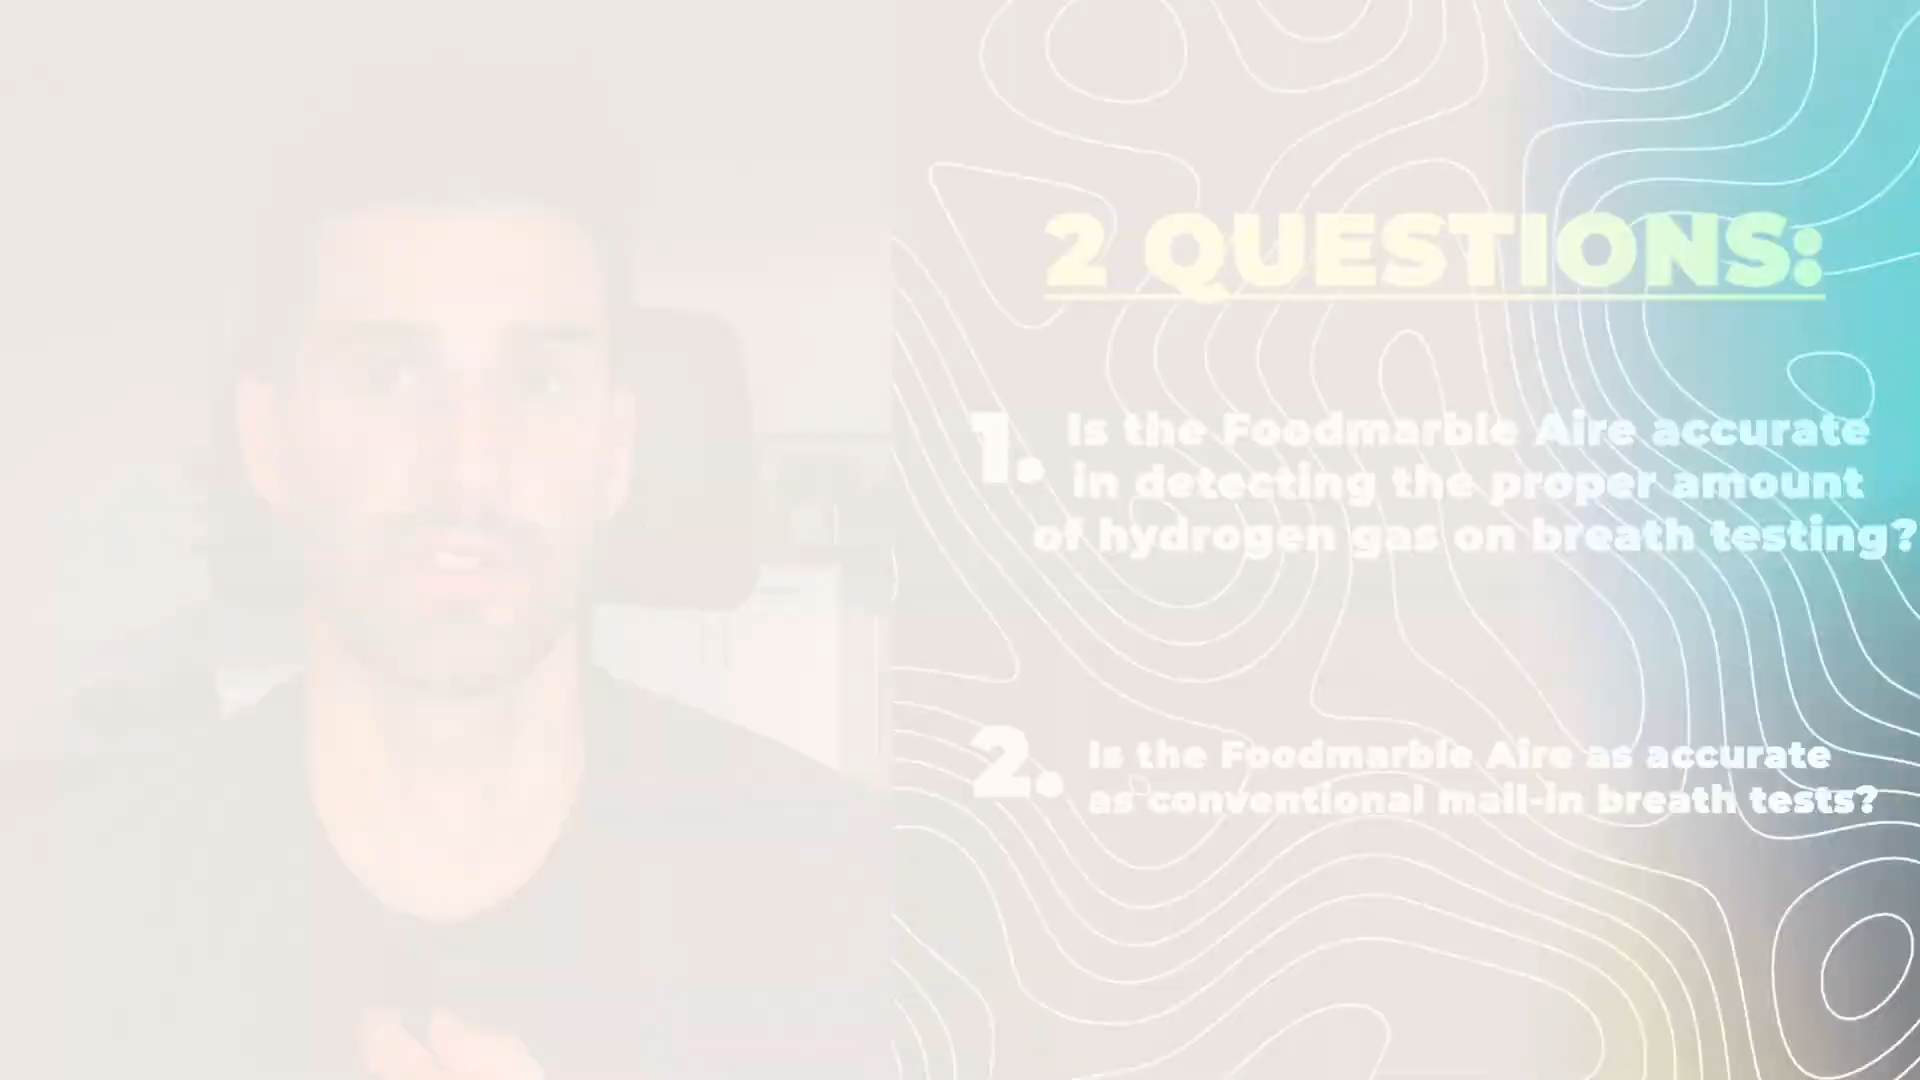 2 QUESTIONS:
1. Is the Foodmarble Aire accurate
in detecting the proper amount
of hydrogen gas on breath testing?
2. Is the Foodmarble Aire as accurate
as conventional mail-in breath tests?